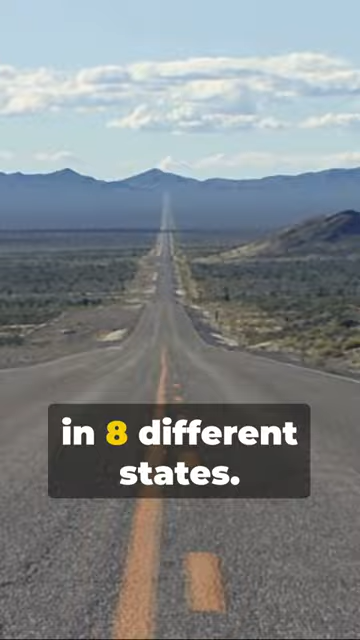 in 8 different
states.